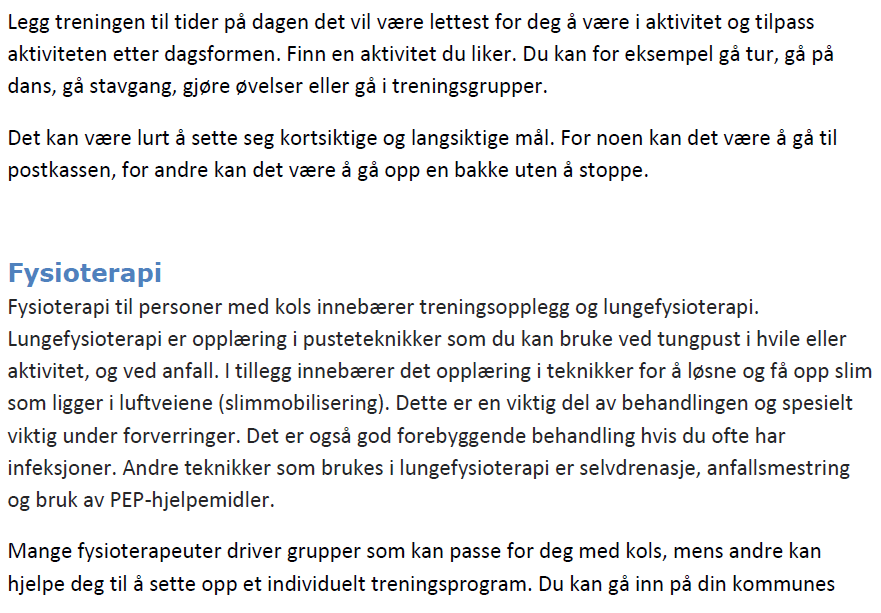 Legg treningen til tider på dagen det vil være lettest for deg å være i aktivitet og tilpass
aktiviteten etter dagsformen. Finn en aktivitet du liker. Du kan for eksempel gå tur, gå på
dans, gå stavgang, gjøre øvelser eller gå i treningsgrupper.
Det kan være lurt å sette seg kortsiktige og langsiktige mål. For noen kan det være å gå til
postkassen, for andre kan det være å gå opp en bakke uten å stoppe.
Fysioterapi
Fysioterapi til personer med kols innebærer treningsopplegg og lungefysioterapi.
Lungefysioterapi er opplæring i pusteteknikker som du kan bruke ved tungpust i hvile eller
aktivitet, og ved anfall. I tillegg innebærer det opplæring i teknikker for å løsne og få opp slim
som ligger i luftveiene (slimmobilisering). Dette er en viktig del av behandlingen og spesielt
viktig under forverringer. Det er også god forebyggende behandling hvis du ofte har
infeksjoner. Andre teknikker som brukes i lungefysioterapi er selvdrenasje, anfallsmestring
og bruk av PEP-hjelpemidler.
Mange fysioterapeuter driver grupper som kan passe for deg med kols, mens andre kan
hjelpe deg til å sette opp et individuelt treningsprogram. Du kan gå inn på din kommunes